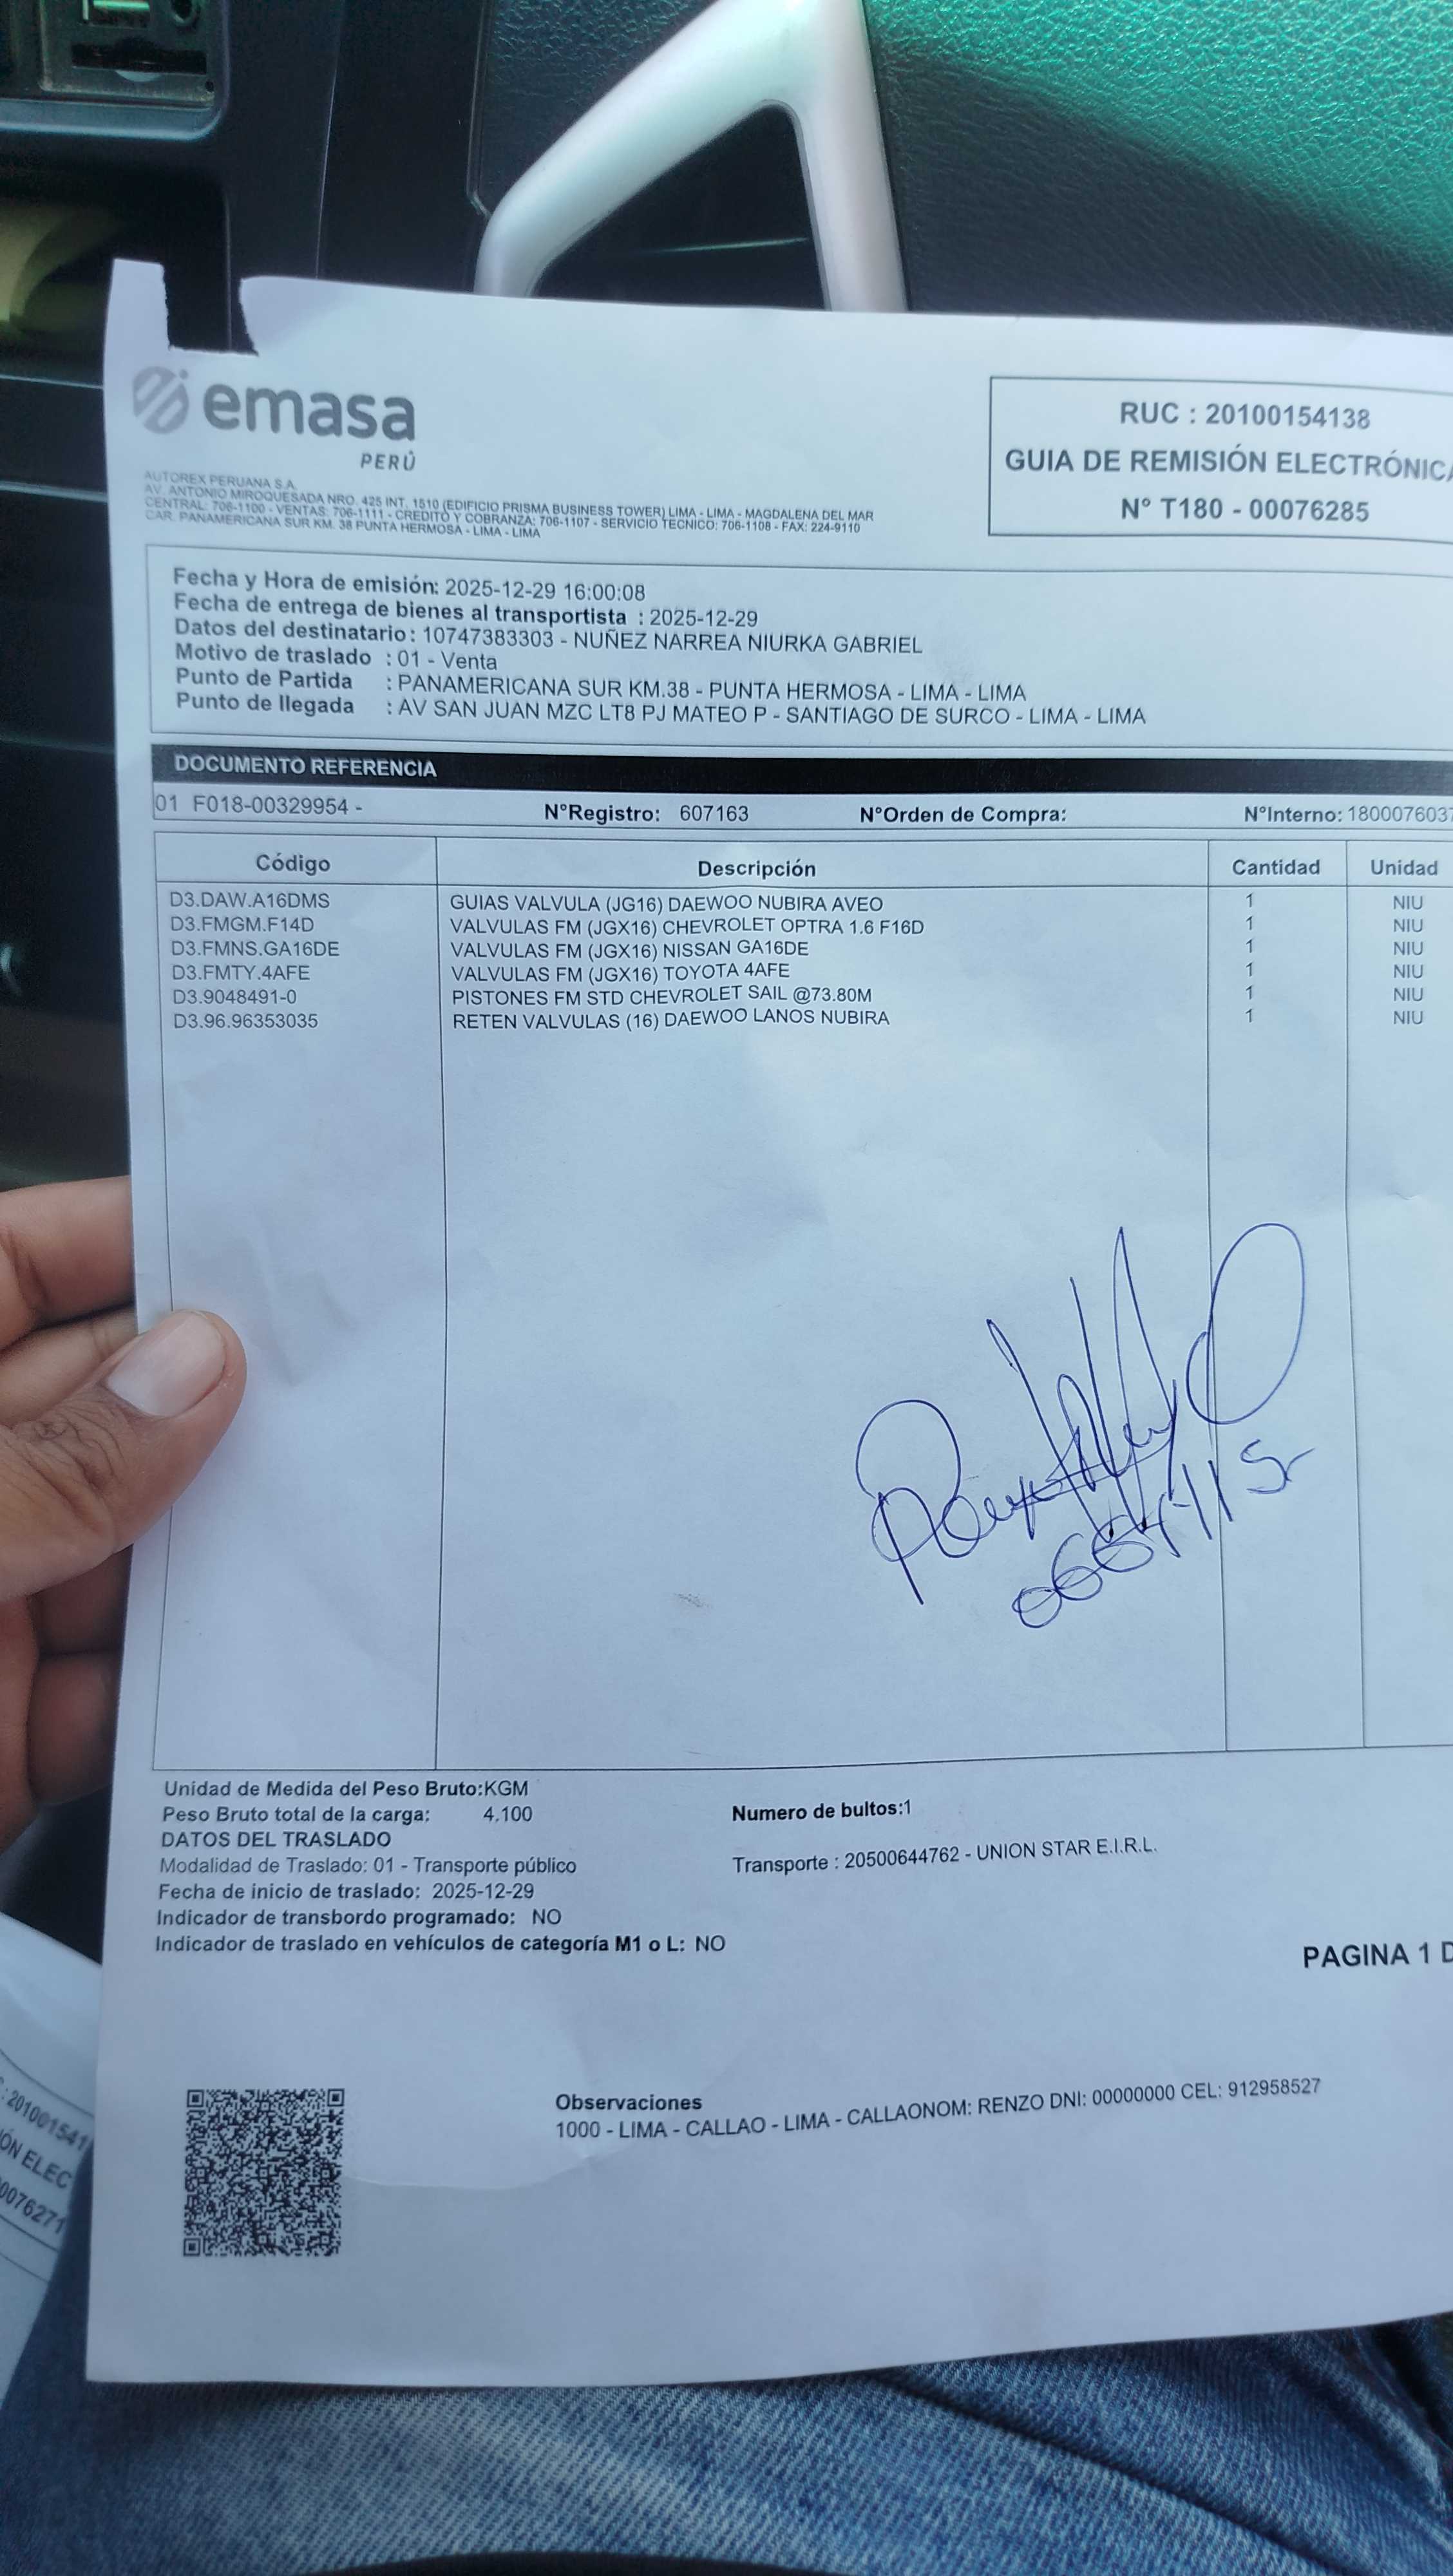 emasa
PERÚ
AUTOREX PERUANA S.A.
AV. ANTONIO MIROQUESADA NRO. 425 INT. 1510 (EDIFICIO PRISMA BUSINESS TOWER) LIMA - LIMA - MAGDALENA DEL MAR
CENTRAL: 706-1100 - VENTAS: 706-1111 - CREDITO Y COBRANZA: 706-1107 - SERVICIO TECNICO: 706-1108 - FAX: 224-9110
CAR. PANAMERICANA SUR KM. 38 PUNTA HERMOSA - LIMA - LIMA
RUC : 20100154138
GUIA DE REMISIÓN ELECTRÓNICA
N° T180 - 00076285
Fecha y Hora de emisión: 2025-12-29 16:00:08
Fecha de entrega de bienes al transportista : 2025-12-29
Datos del destinatario: 10747383303 - NUÑEZ NARREA NIURKA GABRIEL
Motivo de traslado : 01 - Venta
Punto de Partida : PANAMERICANA SUR KM.38 - PUNTA HERMOSA - LIMA - LIMA
Punto de llegada : AV SAN JUAN MZC LT8 PJ MATEO P - SANTIAGO DE SURCO - LIMA - LIMA
DOCUMENTO REFERENCIA
01 F018-00329954 - N°Registro: 607163 N°Orden de Compra: N°Interno: 1800076037
Código Descripción Cantidad Unidad
D3.DAW.A16DMS GUIAS VALVULA (JG16) DAEWOO NUBIRA AVEO 1 NIU
D3.FMGM.F14D VALVULAS FM (JGX16) CHEVROLET OPTRA 1.6 F16D 1 NIU
D3.FMNS.GA16DE VALVULAS FM (JGX16) NISSAN GA16DE 1 NIU
D3.FMTY.4AFE VALVULAS FM (JGX16) TOYOTA 4AFE 1 NIU
D3.9048491-0 PISTONES FM STD CHEVROLET SAIL @73.80M 1 NIU
D3.96.96353035 RETEN VALVULAS (16) DAEWOO LANOS NUBIRA 1 NIU
Unidad de Medida del Peso Bruto:KGM
Peso Bruto total de la carga: 4.100 Numero de bultos:1
DATOS DEL TRASLADO
Modalidad de Traslado: 01 - Transporte público Transporte : 20500644762 - UNION STAR E.I.R.L.
Fecha de inicio de traslado: 2025-12-29
Indicador de transbordo programado: NO
Indicador de traslado en vehículos de categoría M1 o L: NO
PAGINA 1 D
Observaciones
1000 - LIMA - CALLAO - LIMA - CALLAONOM: RENZO DNI: 00000000 CEL: 912958527
: 201001541
ÓN ELEC
0076271